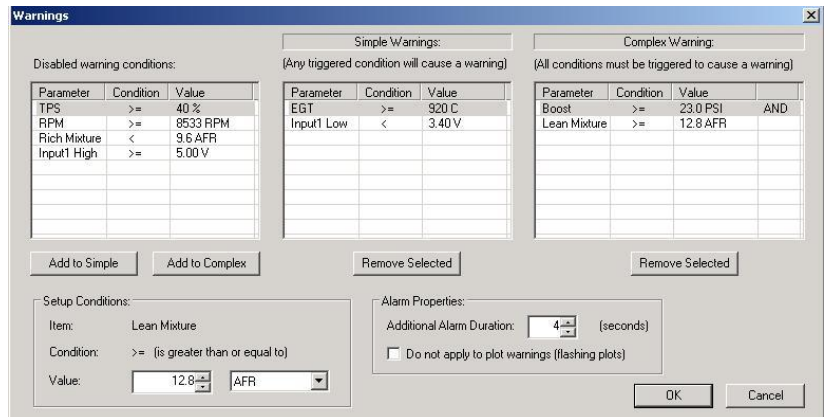 Warnings
Simple Warnings:
Complex Warning:
Disabled warning conditions:
(Any triggered condition will cause a warning)
(All conditions must be triggered to cause a warning)
Parameter Condition Value
TPS >= 40 %
RPM >= 8533 RPM
Rich Mixture < 9.6 AFR
Input1 High >= 5.00 V
Parameter Condition Value
EGT >= 920 C
Input1 Low < 3.40 V
Parameter Condition Value
Boost >= 23.0 PSI AND
Lean Mixture >= 12.8 AFR
Add to Simple
Add to Complex
Remove Selected
Remove Selected
Setup Conditions:
Item: Lean Mixture
Condition: >= (is greater than or equal to)
Value: 12.8 AFR
Alarm Properties:
Additional Alarm Duration: 4 (seconds)
Do not apply to plot warnings (flashing plots)
OK
Cancel